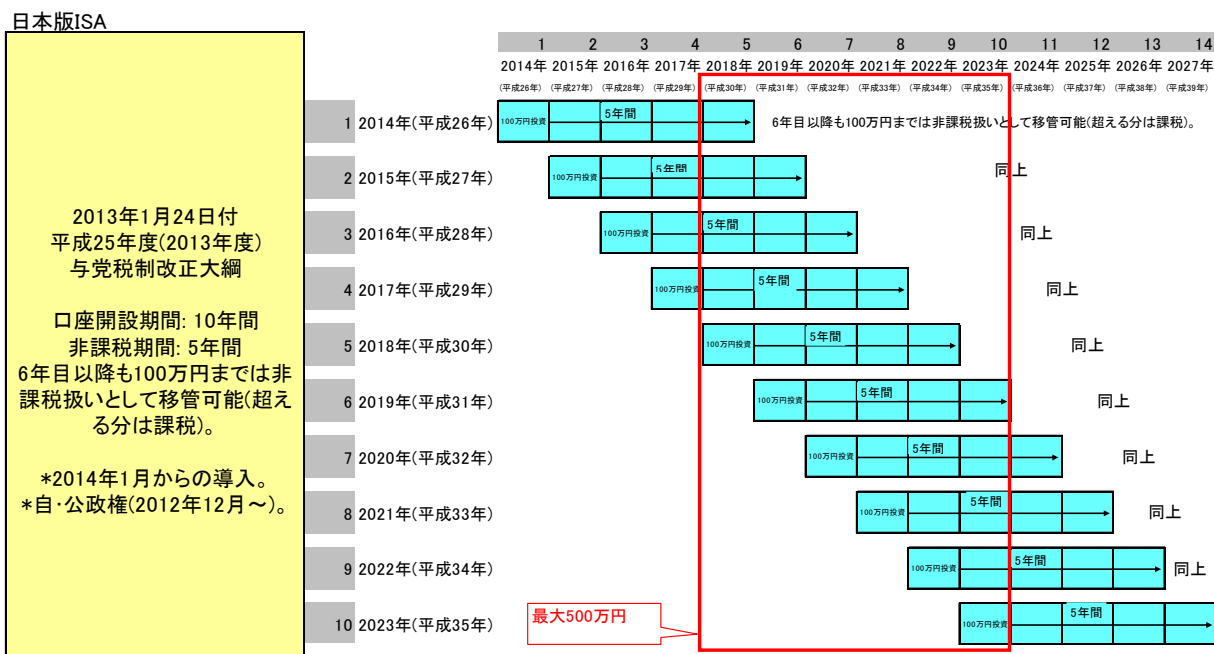 日本版ISA
2013年1月24日付
平成25年度(2013年度)
与党税制改正大綱
口座開設期間: 10年間
非課税期間: 5年間
6年目以降も100万円までは非
課税扱いとして移管可能(超え
る分は課税)。
*2014年1月からの導入。
*自・公政権(2012年12月～)。
1 2 3 4 5 6 7 8 9 10 11 12 13 14
2014年 2015年 2016年 2017年 2018年 2019年 2020年 2021年 2022年 2023年 2024年 2025年 2026年 2027年
(平成26年) (平成27年) (平成28年) (平成29年) (平成30年) (平成31年) (平成32年) (平成33年) (平成34年) (平成35年) (平成36年) (平成37年) (平成38年) (平成39年)
1 2014年(平成26年) 100万円投資 5年間 6年目以降も100万円までは非課税扱いとして移管可能(超える分は課税)。
2 2015年(平成27年) 100万円投資 5年間 同上
3 2016年(平成28年) 100万円投資 5年間 同上
4 2017年(平成29年) 100万円投資 5年間 同上
5 2018年(平成30年) 100万円投資 5年間 同上
6 2019年(平成31年) 100万円投資 5年間 同上
7 2020年(平成32年) 100万円投資 5年間 同上
8 2021年(平成33年) 100万円投資 5年間 同上
9 2022年(平成34年) 100万円投資 5年間 同上
10 2023年(平成35年) 最大500万円 100万円投資 5年間